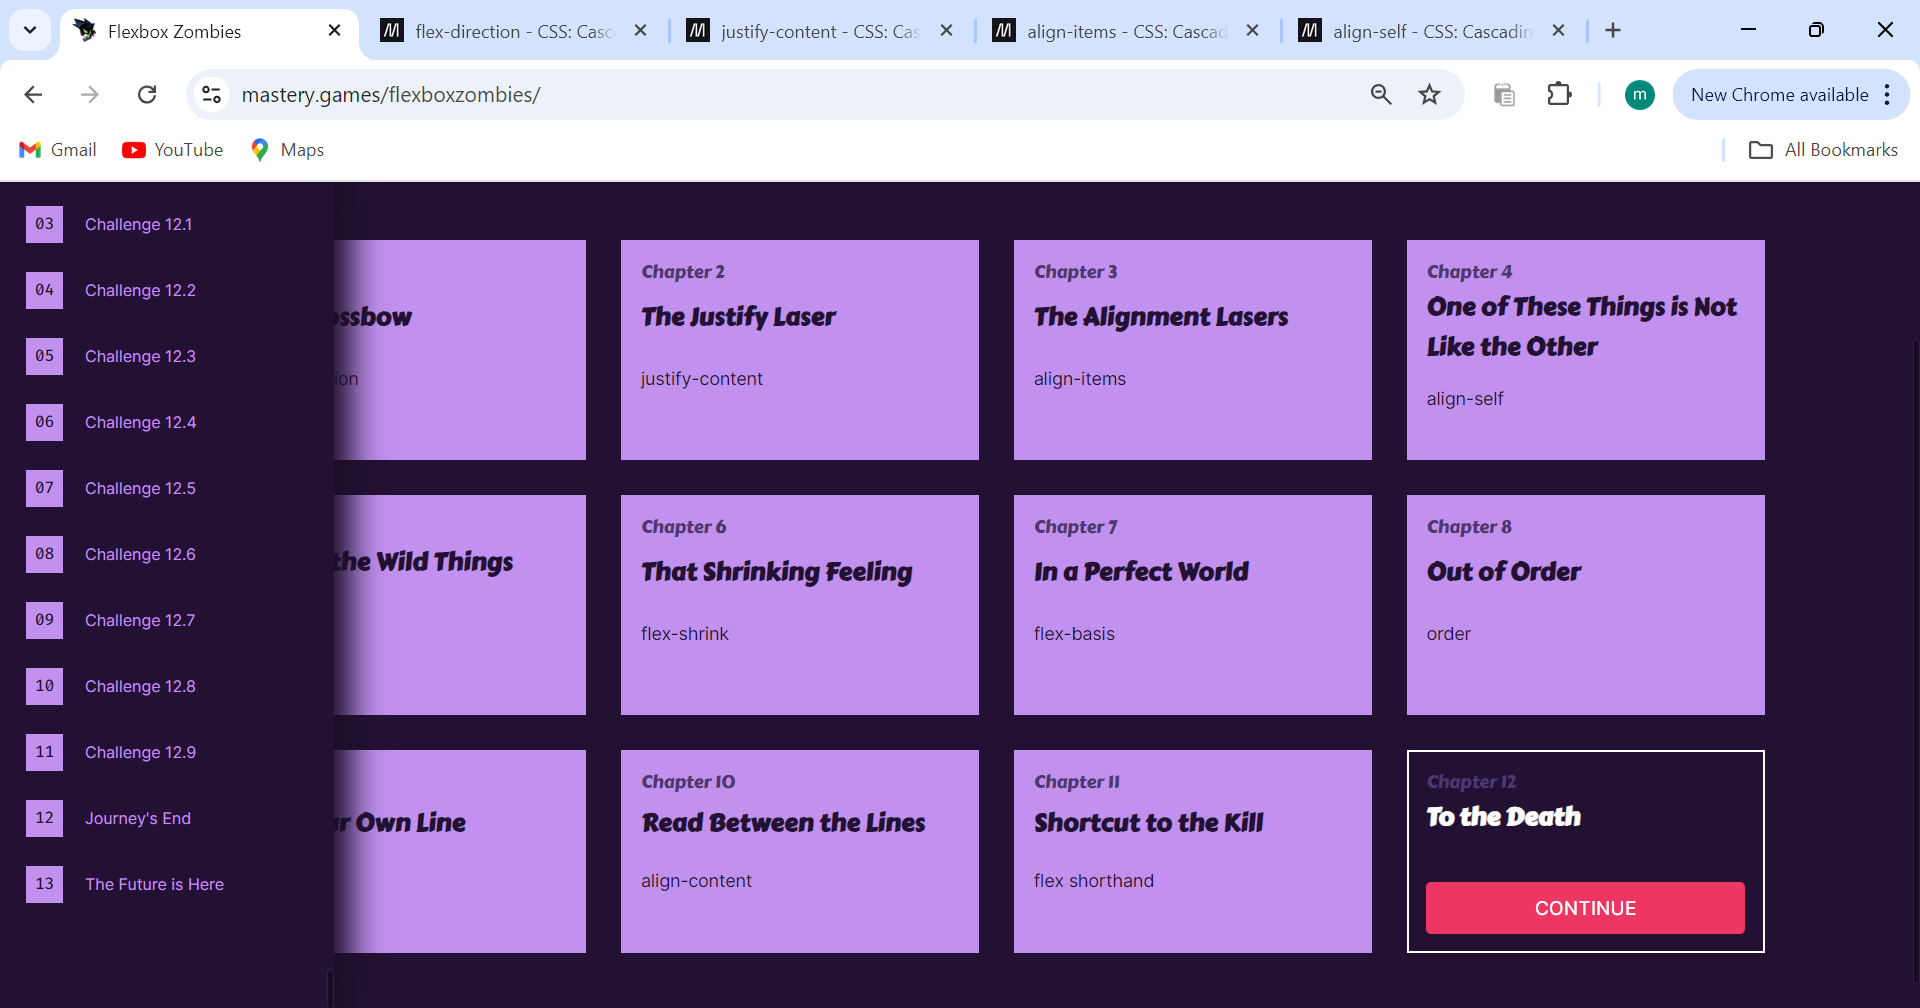 Flexbox Zombies
flex-direction - CSS: Casc
justify-content - CSS: Cas
align-items - CSS: Cascad
align-self - CSS: Cascadin
mastery.games/flexboxzombies/
m
New Chrome available
Gmail
YouTube
Maps
All Bookmarks
03 Challenge 12.1
04 Challenge 12.2
05 Challenge 12.3
06 Challenge 12.4
07 Challenge 12.5
08 Challenge 12.6
09 Challenge 12.7
10 Challenge 12.8
11 Challenge 12.9
12 Journey's End
13 The Future is Here
ossbow
ion
Chapter 2
The Justify Laser
justify-content
Chapter 3
The Alignment Lasers
align-items
Chapter 4
One of These Things is Not
Like the Other
align-self
the Wild Things
Chapter 6
That Shrinking Feeling
flex-shrink
Chapter 7
In a Perfect World
flex-basis
Chapter 8
Out of Order
order
ur Own Line
Chapter 10
Read Between the Lines
align-content
Chapter 11
Shortcut to the Kill
flex shorthand
Chapter 12
To the Death
CONTINUE